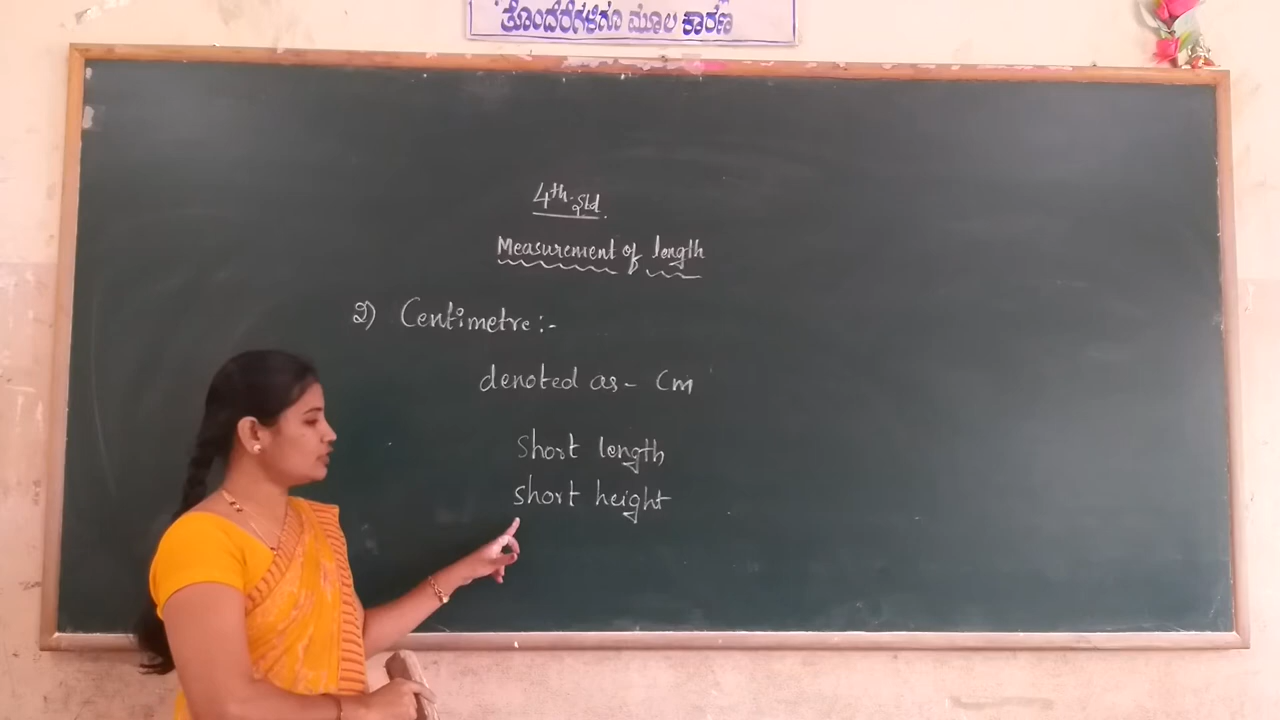 ತೊಂದರೆಗಳಿಗೂ ಮೂಲ ಕಾರಣ
4th. Std.
Measurement of length
2) Centimetre:-
denoted as - Cm
short length
short height